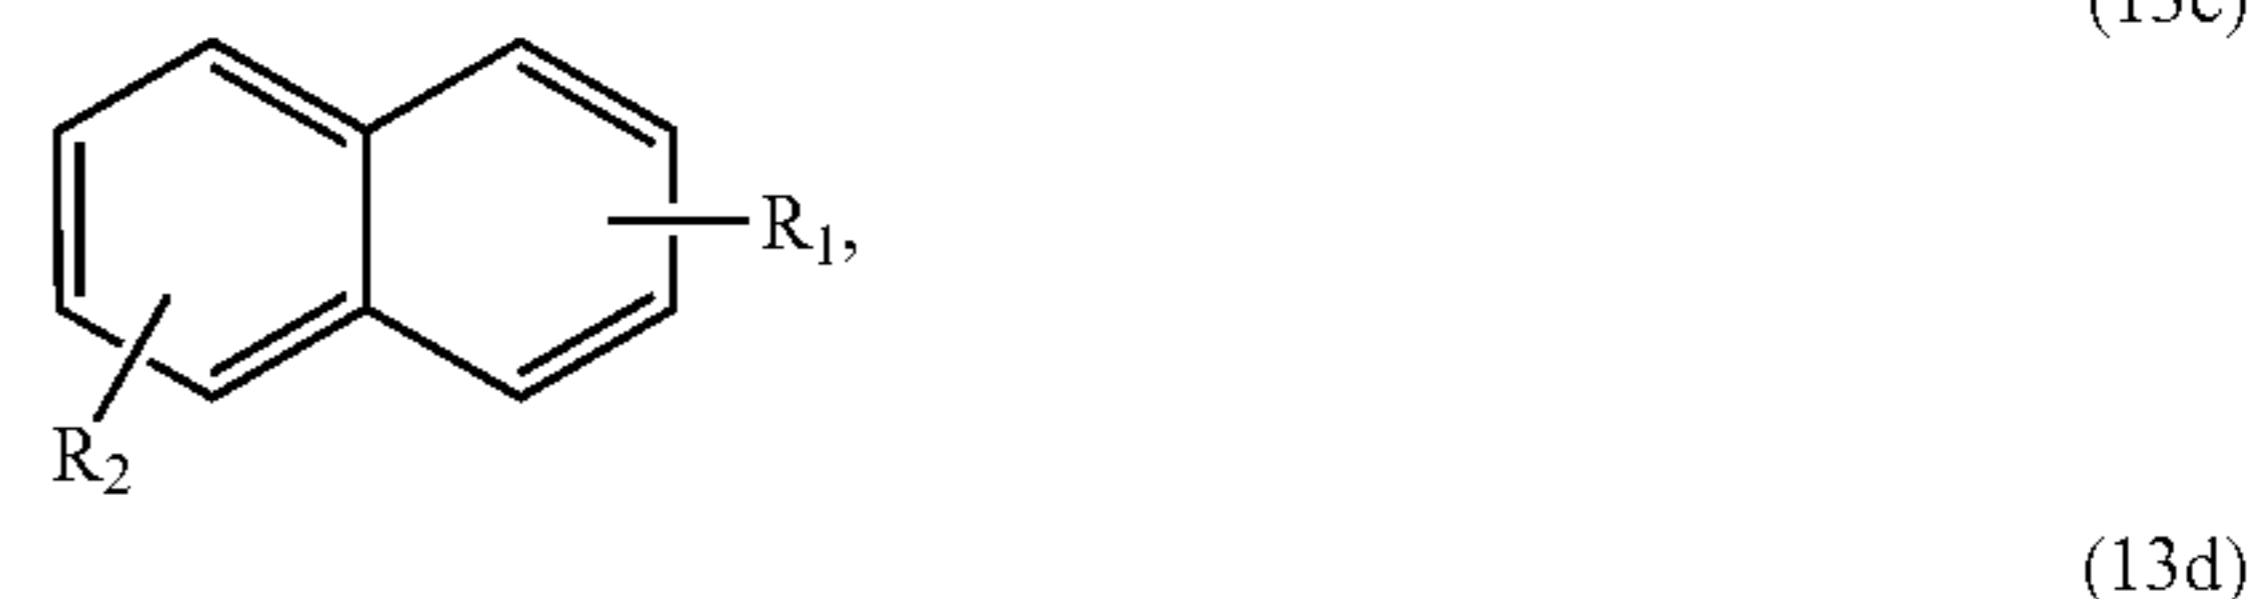 (13c)
R₁,
R₂
(13d)